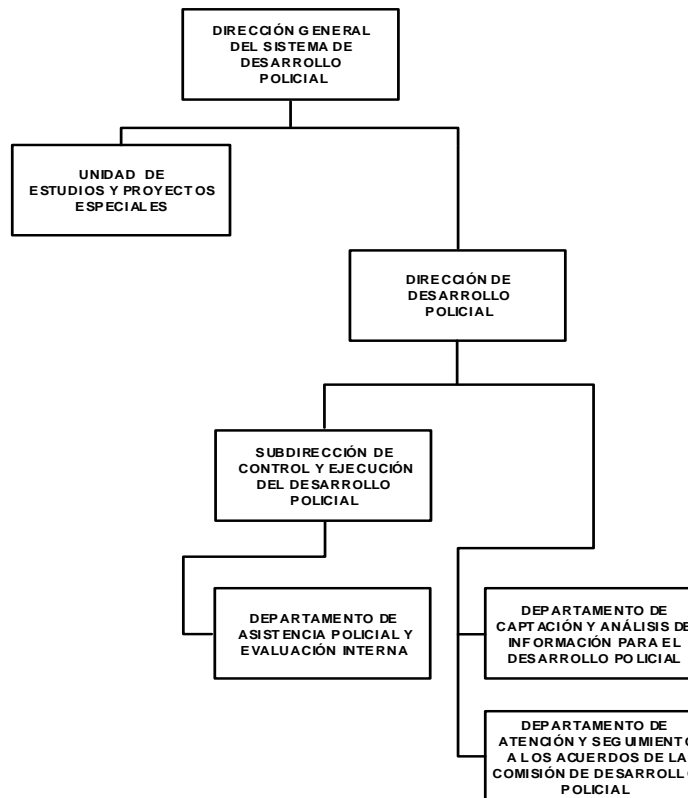 DIRECCIÓN GENERAL
DEL SISTEMA DE
DESARROLLO
POLICIAL
UNIDAD DE
ESTUDIOS Y PROYECTOS
ESPECIALES
DIRECCIÓN DE
DESARROLLO
POLICIAL
SUBDIRECCIÓN DE
CONTROL Y EJECUCIÓN
DEL DESARROLLO
POLICIAL
DEPARTAMENTO DE
ASISTENCIA POLICIAL Y
EVALUACIÓN INTERNA
DEPARTAMENTO DE
CAPTACIÓN Y ANÁLISIS DE
INFORMACIÓN PARA EL
DESARROLLO POLICIAL
DEPARTAMENTO DE
ATENCIÓN Y SEGUIMIENTO
A LOS ACUERDOS DE LA
COMISIÓN DE DESARROLLO
POLICIAL